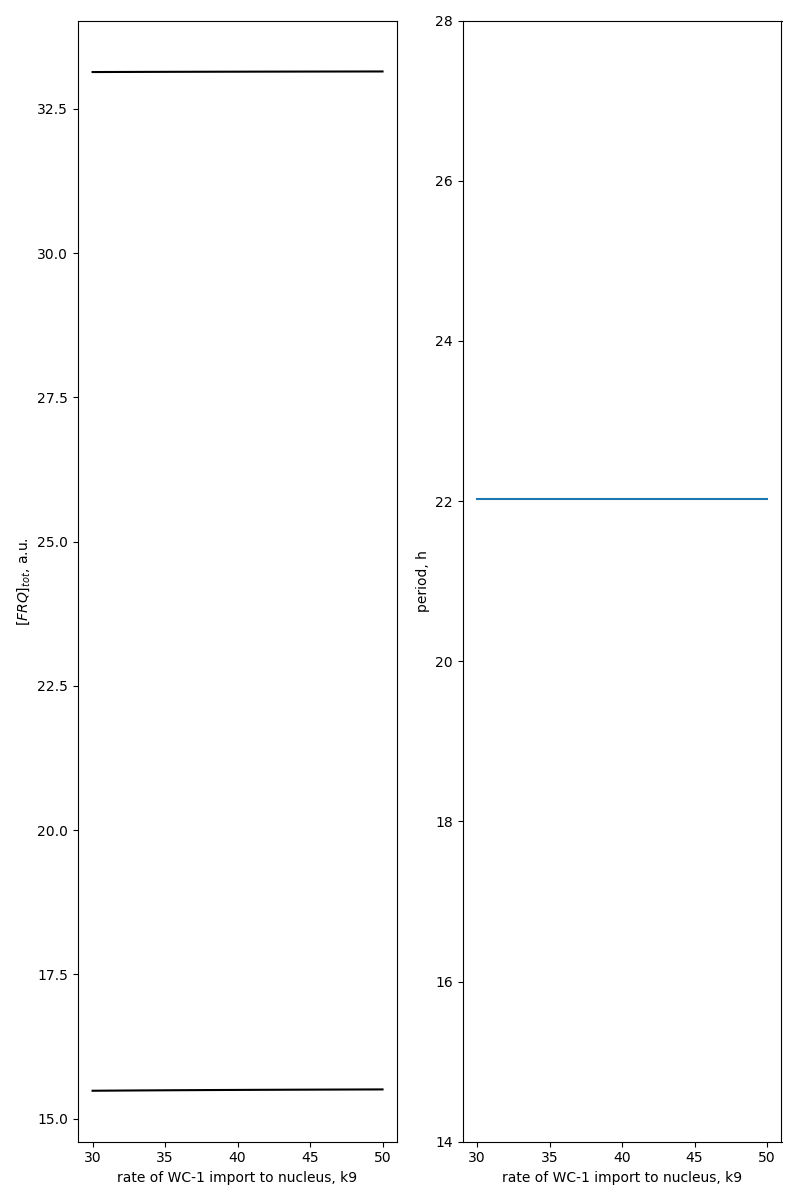 32.5
30.0
27.5
25.0
22.5
20.0
17.5
15.0
[FRQ]tot, a.u.
30 35 40 45 50
rate of WC-1 import to nucleus, k9
28
26
24
22
20
18
16
14
period, h
30 35 40 45 50
rate of WC-1 import to nucleus, k9